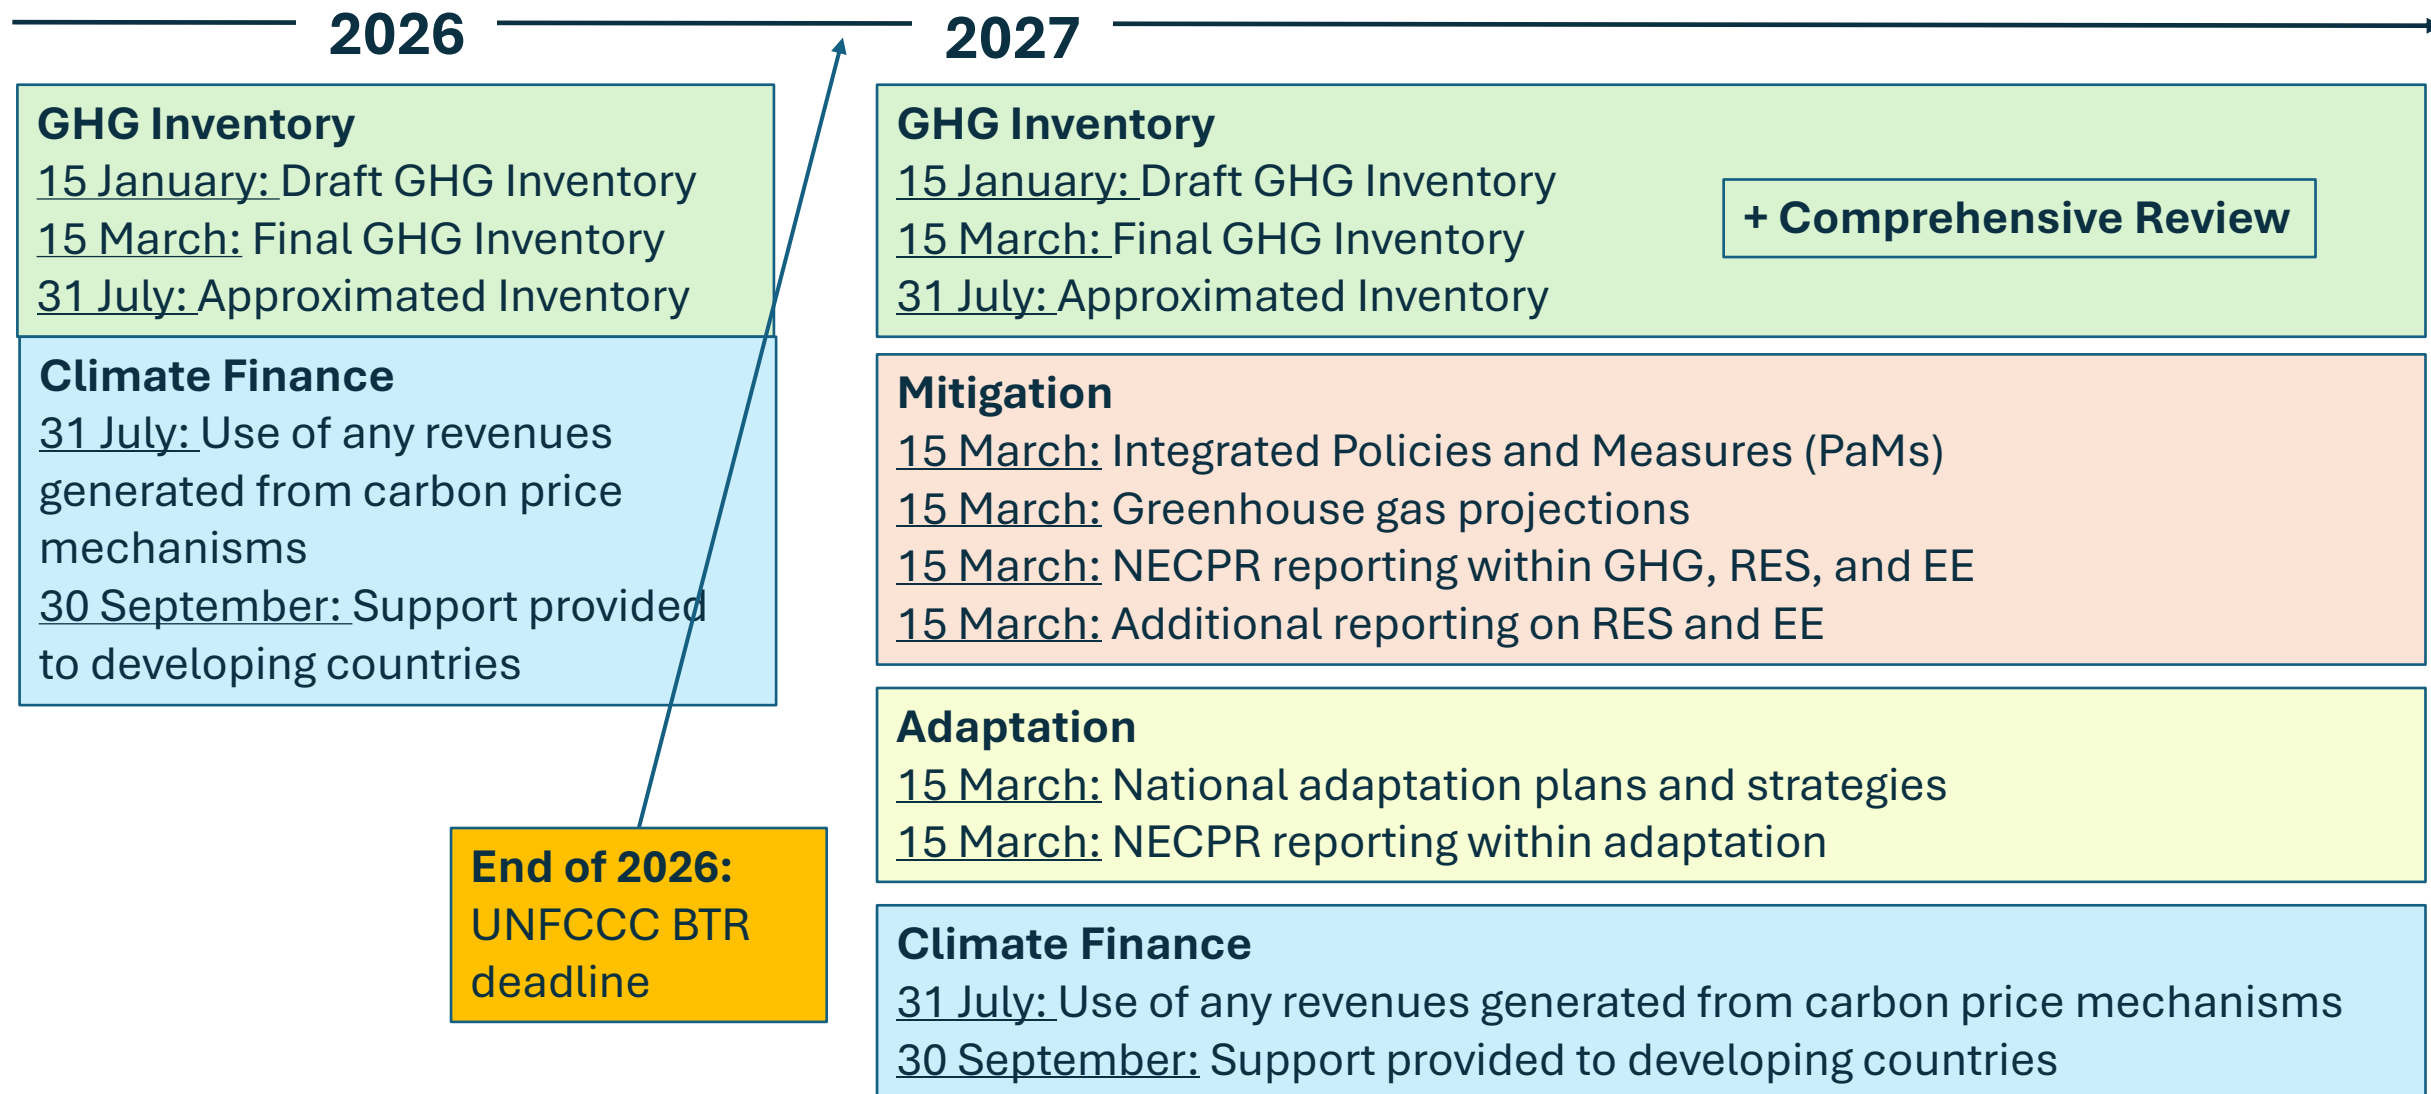 2026
2027
GHG Inventory
15 January: Draft GHG Inventory
15 March: Final GHG Inventory
31 July: Approximated Inventory
Climate Finance
31 July: Use of any revenues
generated from carbon price
mechanisms
30 September: Support provided
to developing countries
End of 2026:
UNFCCC BTR
deadline
GHG Inventory
15 January: Draft GHG Inventory
15 March: Final GHG Inventory
31 July: Approximated Inventory
+ Comprehensive Review
Mitigation
15 March: Integrated Policies and Measures (PaMs)
15 March: Greenhouse gas projections
15 March: NECPR reporting within GHG, RES, and EE
15 March: Additional reporting on RES and EE
Adaptation
15 March: National adaptation plans and strategies
15 March: NECPR reporting within adaptation
Climate Finance
31 July: Use of any revenues generated from carbon price mechanisms
30 September: Support provided to developing countries